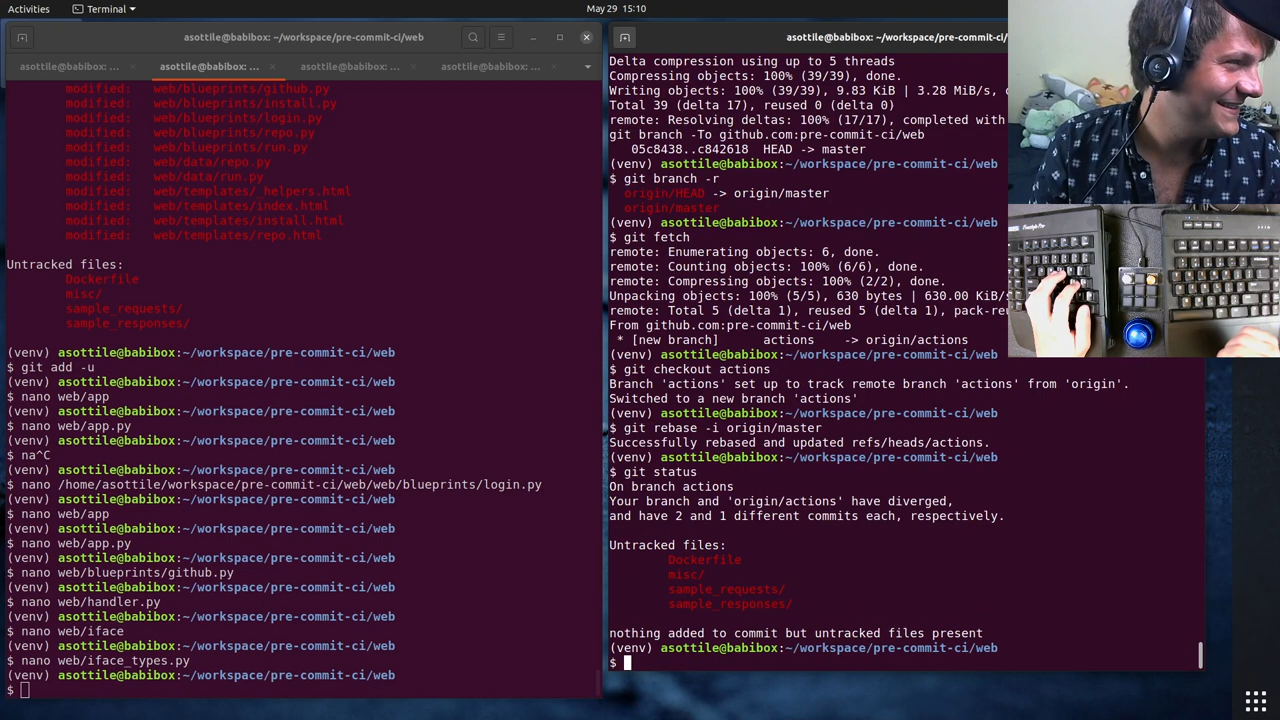 Activities
Terminal
May 29 15:10
asottile@babibox: ~/workspace/pre-commit-ci/web
asottile@babibox: ~/workspace/pre-commit-ci/
asottile@babibox: ...
asottile@babibox: ...
asottile@babibox: ...
asottile@babibox: ...
modified: web/blueprints/github.py
modified: web/blueprints/install.py
modified: web/blueprints/login.py
modified: web/blueprints/repo.py
modified: web/blueprints/run.py
modified: web/data/repo.py
modified: web/data/run.py
modified: web/templates/_helpers.html
modified: web/templates/index.html
modified: web/templates/install.html
modified: web/templates/repo.html
Untracked files:
Dockerfile
misc/
sample_requests/
sample_responses/
(venv) asottile@babibox:~/workspace/pre-commit-ci/web
$ git add -u
(venv) asottile@babibox:~/workspace/pre-commit-ci/web
$ nano web/app
(venv) asottile@babibox:~/workspace/pre-commit-ci/web
$ nano web/app.py
(venv) asottile@babibox:~/workspace/pre-commit-ci/web
$ na^C
(venv) asottile@babibox:~/workspace/pre-commit-ci/web
$ nano /home/asottile/workspace/pre-commit-ci/web/web/blueprints/login.py
(venv) asottile@babibox:~/workspace/pre-commit-ci/web
$ nano web/app
(venv) asottile@babibox:~/workspace/pre-commit-ci/web
$ nano web/app.py
(venv) asottile@babibox:~/workspace/pre-commit-ci/web
$ nano web/blueprints/github.py
(venv) asottile@babibox:~/workspace/pre-commit-ci/web
$ nano web/handler.py
(venv) asottile@babibox:~/workspace/pre-commit-ci/web
$ nano web/iface
(venv) asottile@babibox:~/workspace/pre-commit-ci/web
$ nano web/iface_types.py
(venv) asottile@babibox:~/workspace/pre-commit-ci/web
$
Delta compression using up to 5 threads
Compressing objects: 100% (39/39), done.
Writing objects: 100% (39/39), 9.83 KiB | 3.28 MiB/s,
Total 39 (delta 17), reused 0 (delta 0)
remote: Resolving deltas: 100% (17/17), completed with
git branch -To github.com:pre-commit-ci/web
05c8438..c842618 HEAD -> master
(venv) asottile@babibox:~/workspace/pre-commit-ci/web
$ git branch -r
origin/HEAD -> origin/master
origin/master
(venv) asottile@babibox:~/workspace/pre-commit-ci/web
$ git fetch
remote: Enumerating objects: 6, done.
remote: Counting objects: 100% (6/6), done.
remote: Compressing objects: 100% (2/2), done.
Unpacking objects: 100% (5/5), 630 bytes | 630.00 KiB/
remote: Total 5 (delta 1), reused 5 (delta 1), pack-re
From github.com:pre-commit-ci/web
* [new branch] actions -> origin/actions
(venv) asottile@babibox:~/workspace/pre-commit-ci/web
$ git checkout actions
Branch 'actions' set up to track remote branch 'actions' from 'origin'.
Switched to a new branch 'actions'
(venv) asottile@babibox:~/workspace/pre-commit-ci/web
$ git rebase -i origin/master
Successfully rebased and updated refs/heads/actions.
(venv) asottile@babibox:~/workspace/pre-commit-ci/web
$ git status
On branch actions
Your branch and 'origin/actions' have diverged,
and have 2 and 1 different commits each, respectively.
Untracked files:
Dockerfile
misc/
sample_requests/
sample_responses/
nothing added to commit but untracked files present
(venv) asottile@babibox:~/workspace/pre-commit-ci/web
$